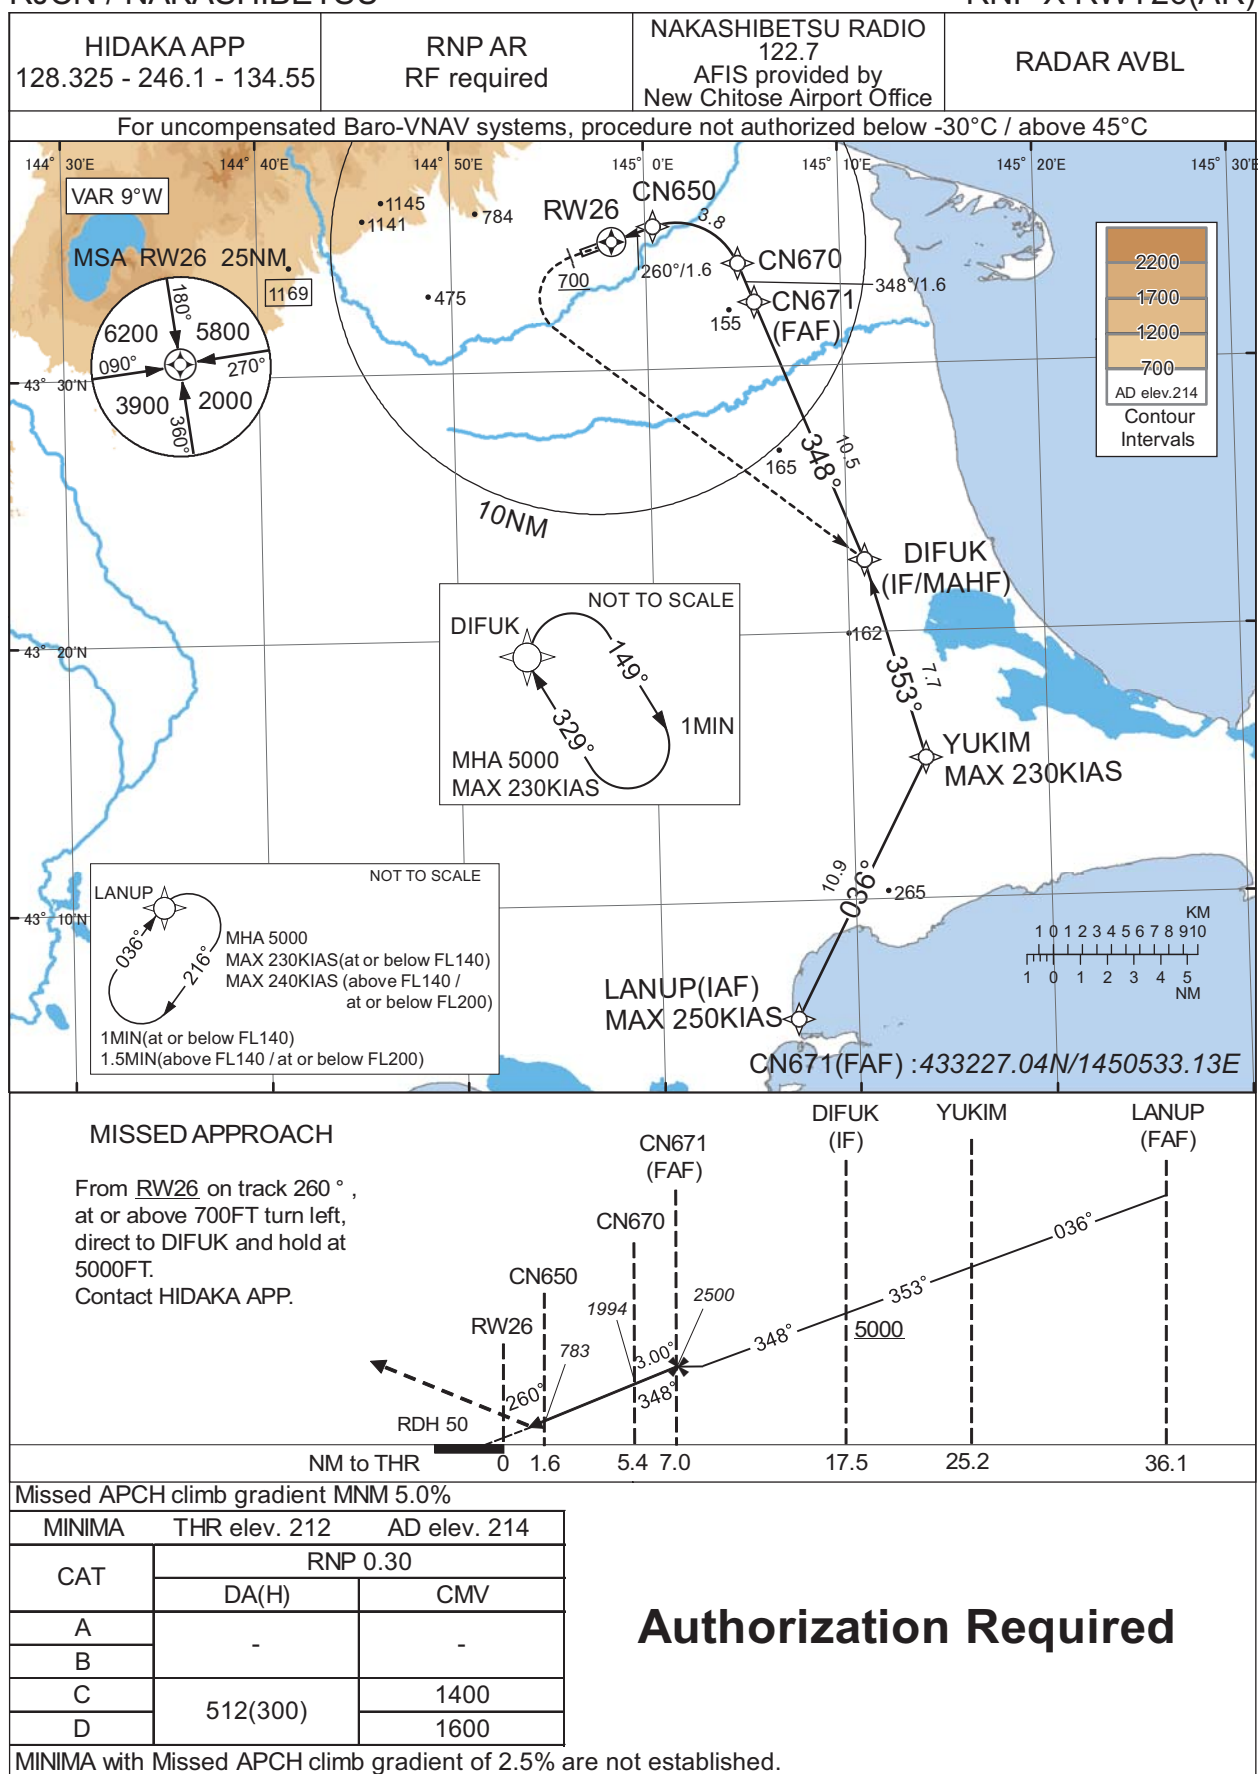 RJCN / NAKASHIBETSU
RNP X RWY26(AR)
HIDAKA APP
128.325 - 246.1 - 134.55
RNP AR
RF required
NAKASHIBETSU RADIO
122.7
AFIS provided by
New Chitose Airport Office
RADAR AVBL
For uncompensated Baro-VNAV systems, procedure not authorized below -30°C / above 45°C
144° 30'E
144° 40'E
144° 50'E
145° 0'E
145° 10'E
145° 20'E
145° 30'E
VAR 9°W
1145
1141
784
RW26
CN650
3.8
CN670
260°/1.6
348°/1.6
700
CN671
(FAF)
155
MSA RW26 25NM
1169
475
180°
6200
5800
090°
270°
3900
2000
360°
2200
1700
1200
700
AD elev.214
Contour
Intervals
43° 30'N
348°
10.5
165
10NM
DIFUK
(IF/MAHF)
NOT TO SCALE
DIFUK
149°
329°
1MIN
MHA 5000
MAX 230KIAS
162
43° 20'N
353°
7.7
YUKIM
MAX 230KIAS
10.9
036°
265
NOT TO SCALE
LANUP
036°
216°
MHA 5000
MAX 230KIAS(at or below FL140)
MAX 240KIAS (above FL140 /
at or below FL200)
1MIN(at or below FL140)
1.5MIN(above FL140 / at or below FL200)
43° 10'N
KM
1 0 1 2 3 4 5 6 7 8 9 10
1 0 1 2 3 4 5
NM
LANUP(IAF)
MAX 250KIAS
CN671(FAF) :433227.04N/1450533.13E
MISSED APPROACH
From RW26 on track 260 ° ,
at or above 700FT turn left,
direct to DIFUK and hold at
5000FT.
Contact HIDAKA APP.
DIFUK
(IF)
YUKIM
LANUP
(FAF)
CN671
(FAF)
CN670
CN650
RW26
1994
2500
783
3.00°
348°
260°
348°
353°
036°
5000
RDH 50
NM to THR 0 1.6 5.4 7.0 17.5 25.2 36.1
Missed APCH climb gradient MNM 5.0%
MINIMA THR elev. 212 AD elev. 214
CAT
RNP 0.30
DA(H) CMV
A
B
- -
C
D
512(300)
1400
1600
Authorization Required
MINIMA with Missed APCH climb gradient of 2.5% are not established.